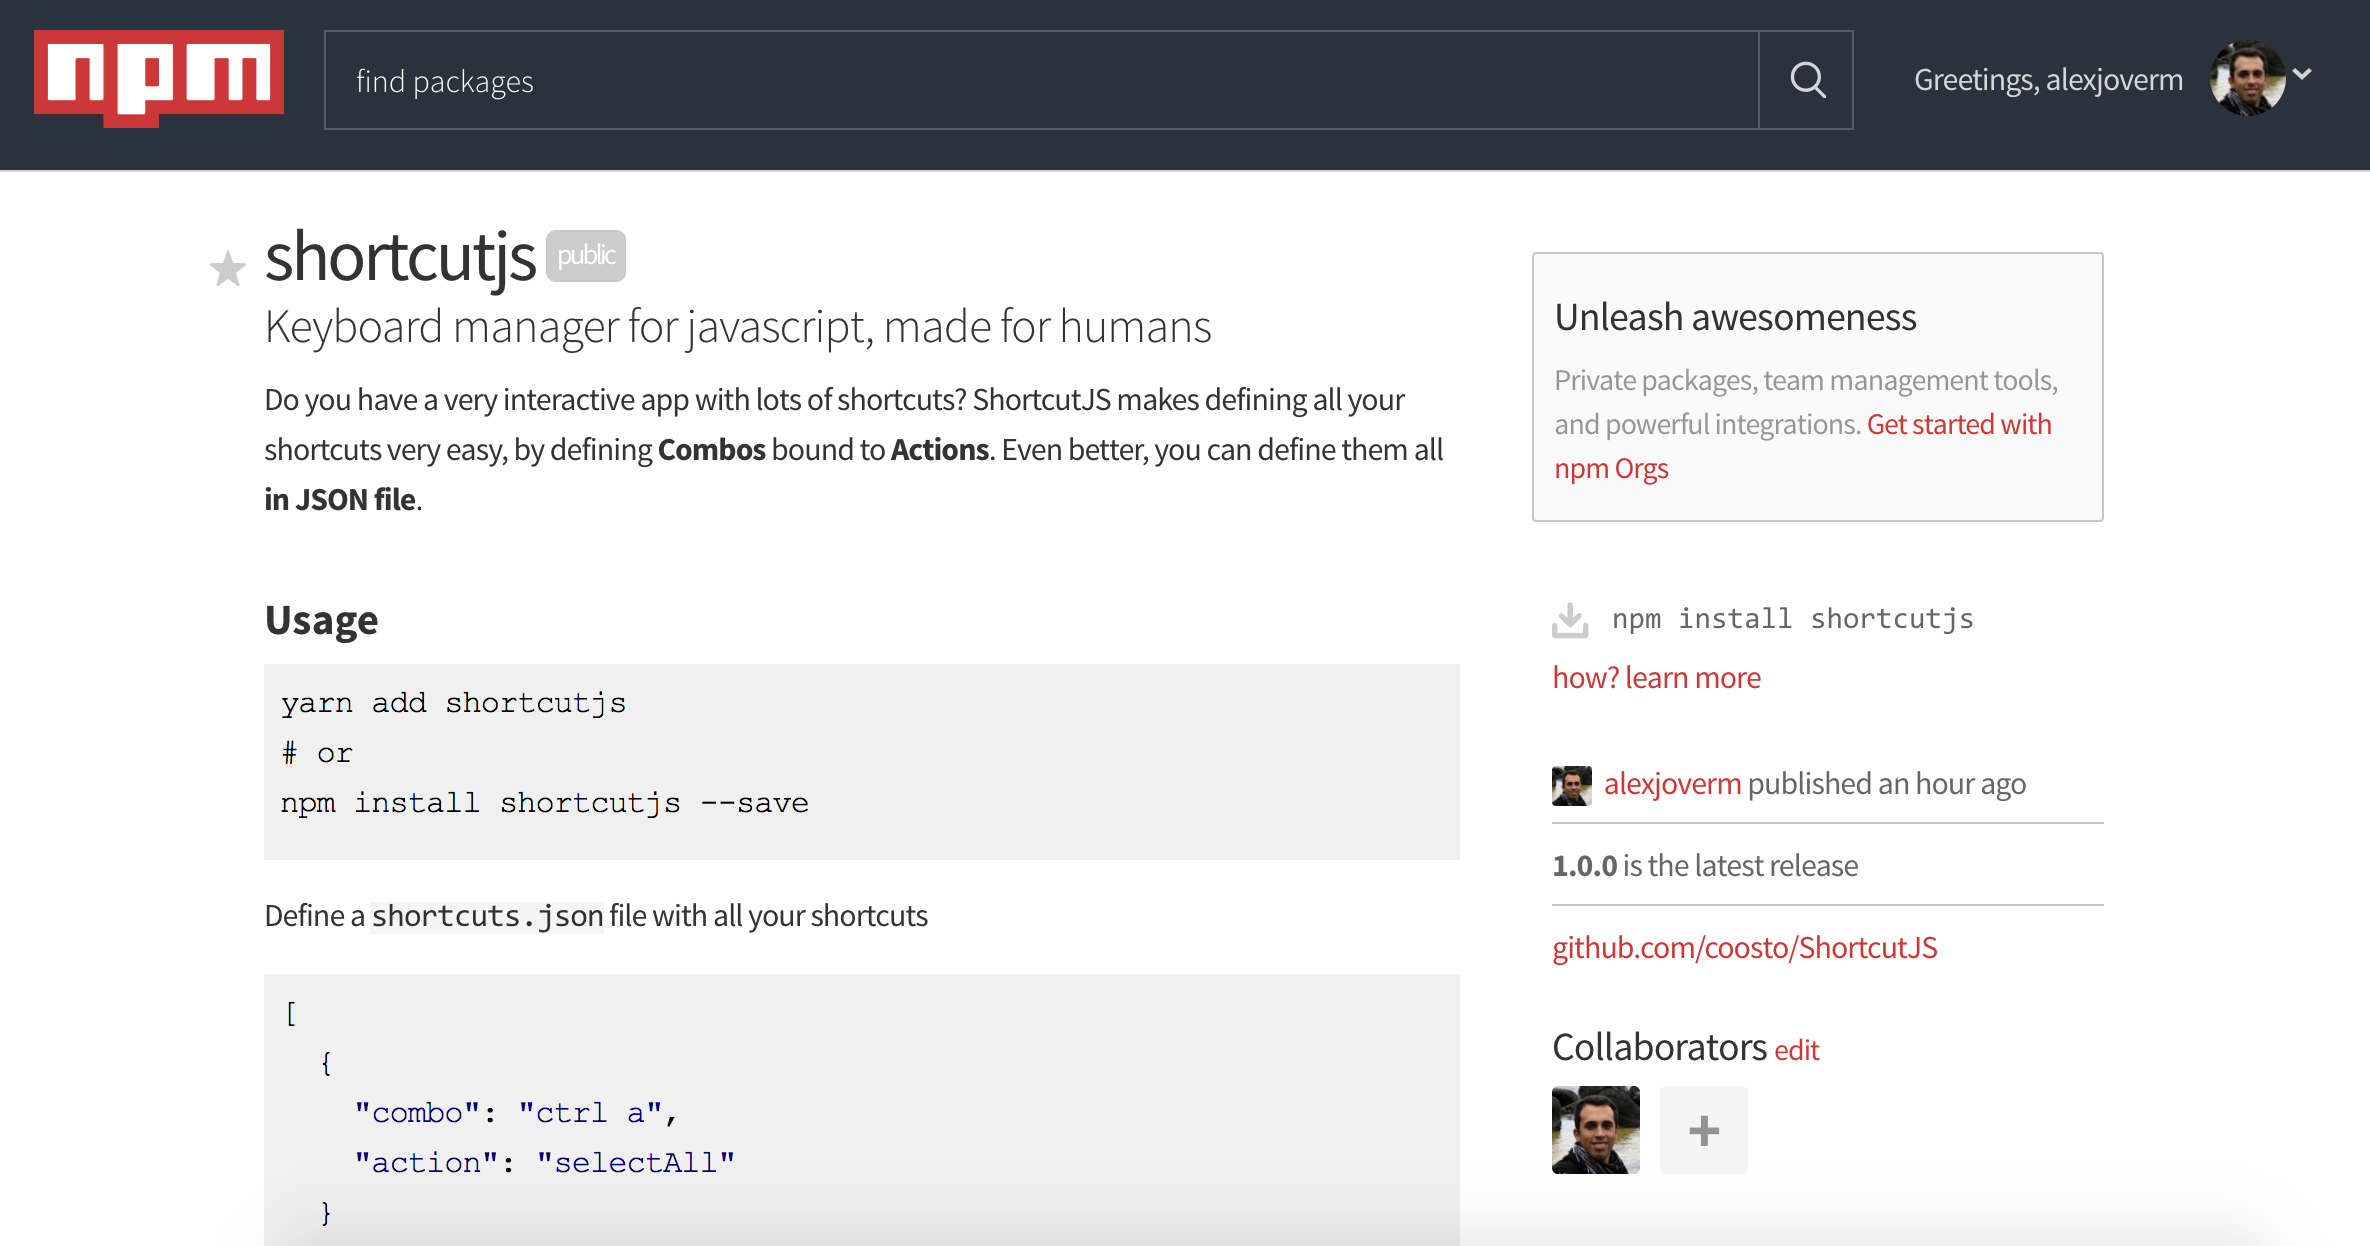 npm
find packages
Greetings, alexjoverm
shortcutjs public
Keyboard manager for javascript, made for humans
Do you have a very interactive app with lots of shortcuts? ShortcutJS makes defining all your
shortcuts very easy, by defining Combos bound to Actions. Even better, you can define them all
in JSON file.
Usage
yarn add shortcutjs
# or
npm install shortcutjs --save
Define a shortcuts.json file with all your shortcuts
[
{
"combo": "ctrl a",
"action": "selectAll"
}
Unleash awesomeness
Private packages, team management tools,
and powerful integrations. Get started with
npm Orgs
npm install shortcutjs
how? learn more
alexjoverm published an hour ago
1.0.0 is the latest release
github.com/coosto/ShortcutJS
Collaborators edit
+